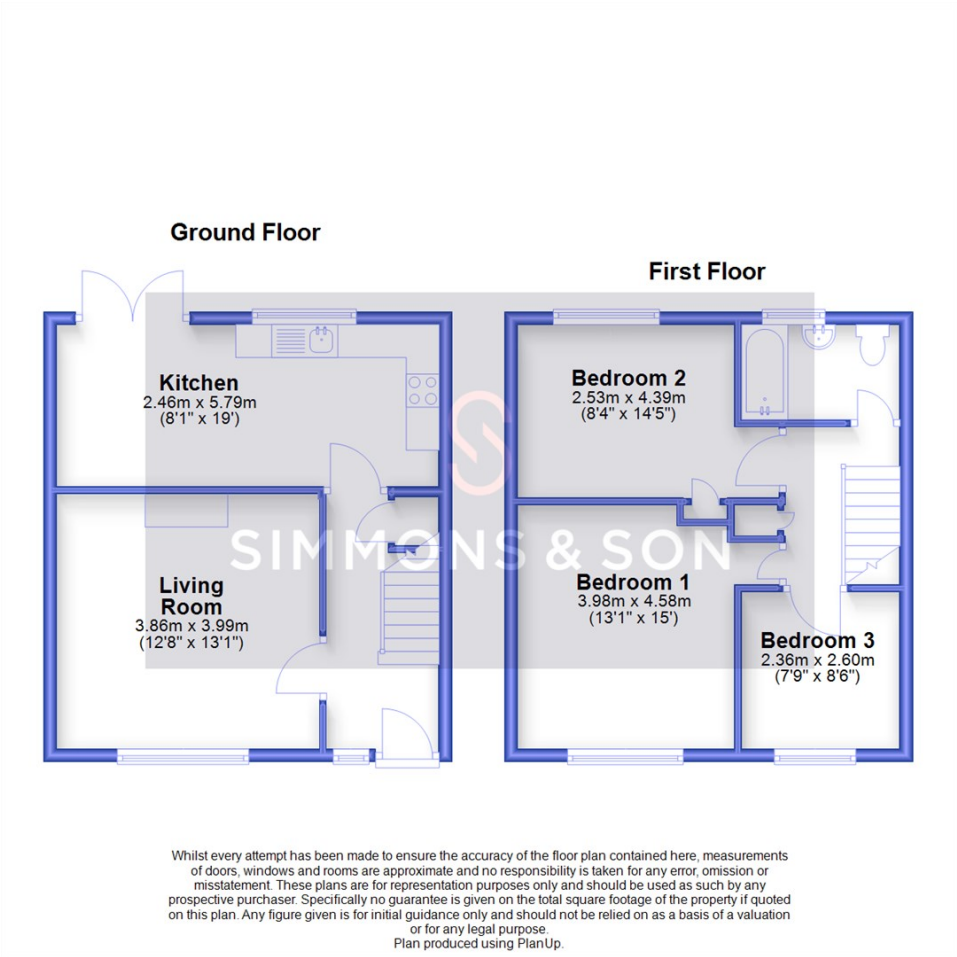 Ground Floor
First Floor
Kitchen
2.46m x 5.79m
(8'1" x 19')
Bedroom 2
2.53m x 4.39m
(8'4" x 14'5")
SIMMONS & SON
Living
Room
3.86m x 3.99m
(12'8" x 13'1")
Bedroom 1
3.98m x 4.58m
(13'1" x 15')
Bedroom 3
2.36m x 2.60m
(7'9" x 8'6")
Whilst every attempt has been made to ensure the accuracy of the floor plan contained here, measurements
of doors, windows and rooms are approximate and no responsibility is taken for any error, omission or
misstatement. These plans are for representation purposes only and should be used as such by any
prospective purchaser. Specifically no guarantee is given on the total square footage of the property if quoted
on this plan. Any figure given is for initial guidance only and should not be relied on as a basis of a valuation
or for any legal purpose.
Plan produced using PlanUp.